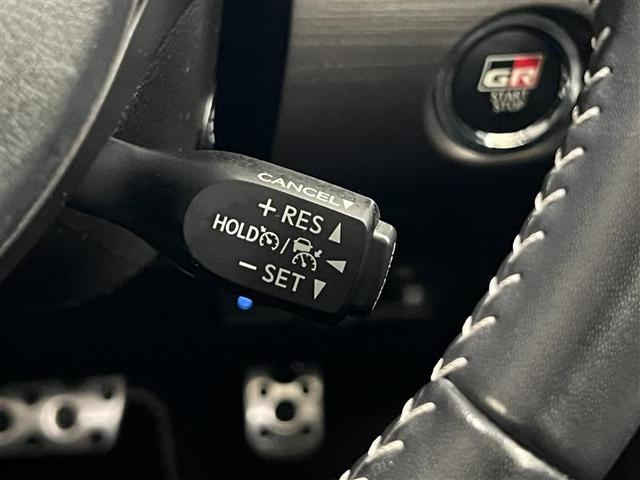 GR
START
STOP
CANCEL▼
+ RES ▲
HOLD / ◀
− SET ▼